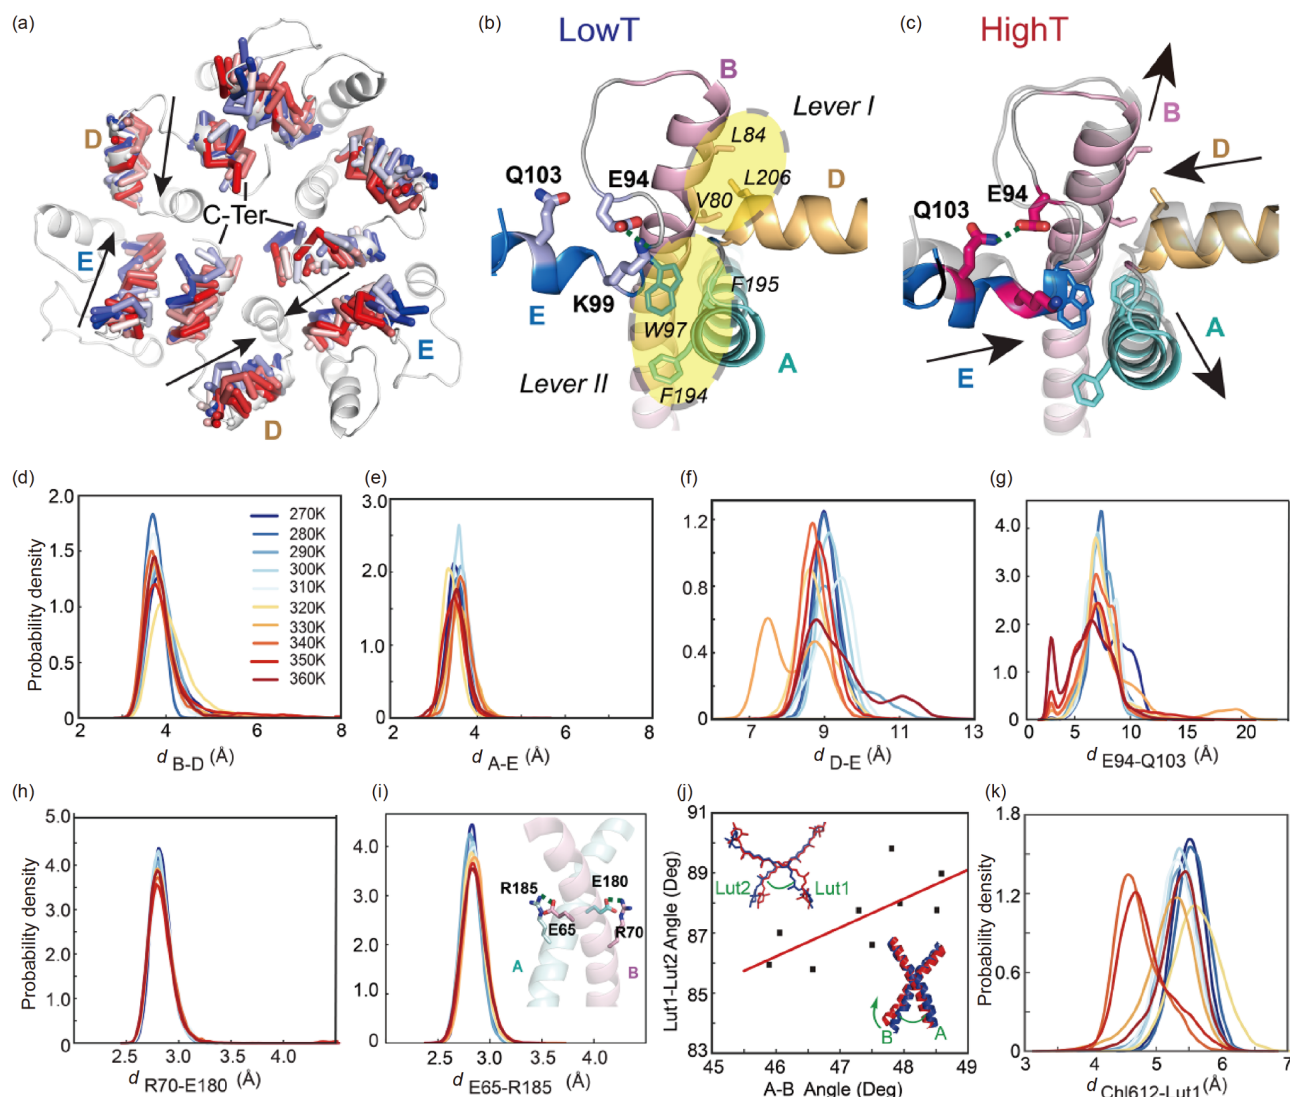 (a)
D
C-Ter
E
E
D
(b)
LowT
B
Lever I
L84
Q103
E94
L206
D
V80
F195
E
K99
W97
A
Lever II
F194
(c)
HighT
B
D
E94
Q103
A
E
(d)
Probability density
2.0
1.5
1.0
0.5
0
2
4
6
8
270K
280K
290K
300K
310K
320K
330K
340K
350K
360K
d B-D (Å)
(e)
3.0
2.0
1.0
0
2
4
6
8
d A-E (Å)
(f)
1.2
0.8
0.4
0
7
9
11
13
d D-E (Å)
(g)
4.0
3.0
2.0
1.0
0
5
10
15
20
d E94-Q103 (Å)
(h)
Probability density
5.0
4.0
3.0
2.0
1.0
0
2.5
3.0
4.0
d R70-E180 (Å)
(i)
4.0
3.0
2.0
1.0
0
2.5
3.0
4.0
R185
E180
E65
R70
A
B
d E65-R185 (Å)
(j)
Lut1-Lut2 Angle (Deg)
91
89
87
85
83
45
46
47
48
49
Lut2
Lut1
B
A
A-B Angle (Deg)
(k)
Probability density
1.8
1.2
0.6
0
3
4
5
6
7
d Chl612-Lut1 (Å)